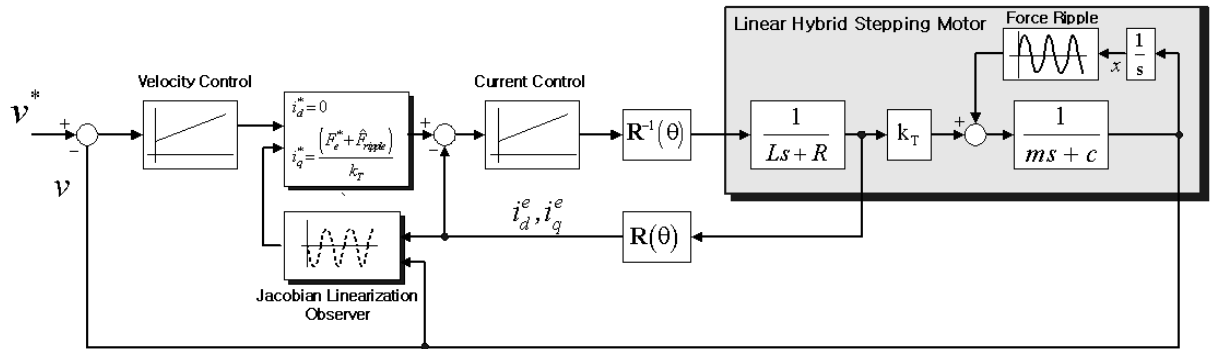 Linear Hybrid Stepping Motor
Force Ripple
x
1/s
Velocity Control
Current Control
v*
+
−
v
i_d^* = 0
i_q^* = (F_e^* + F̂_ripple) / k_T
+
−
R⁻¹(θ)
1/(Ls + R)
k_T
+
1/(ms + c)
i_d^e, i_q^e
R(θ)
Jacobian Linearization
Observer